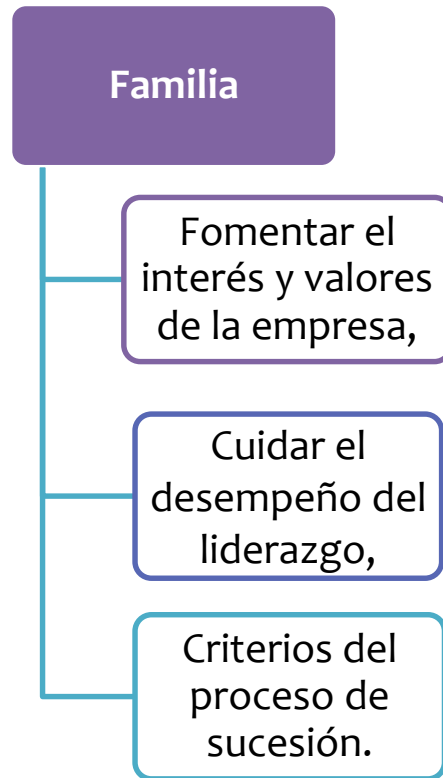 Familia
Fomentar el
interés y valores
de la empresa,
Cuidar el
desempeño del
liderazgo,
Criterios del
proceso de
sucesión.